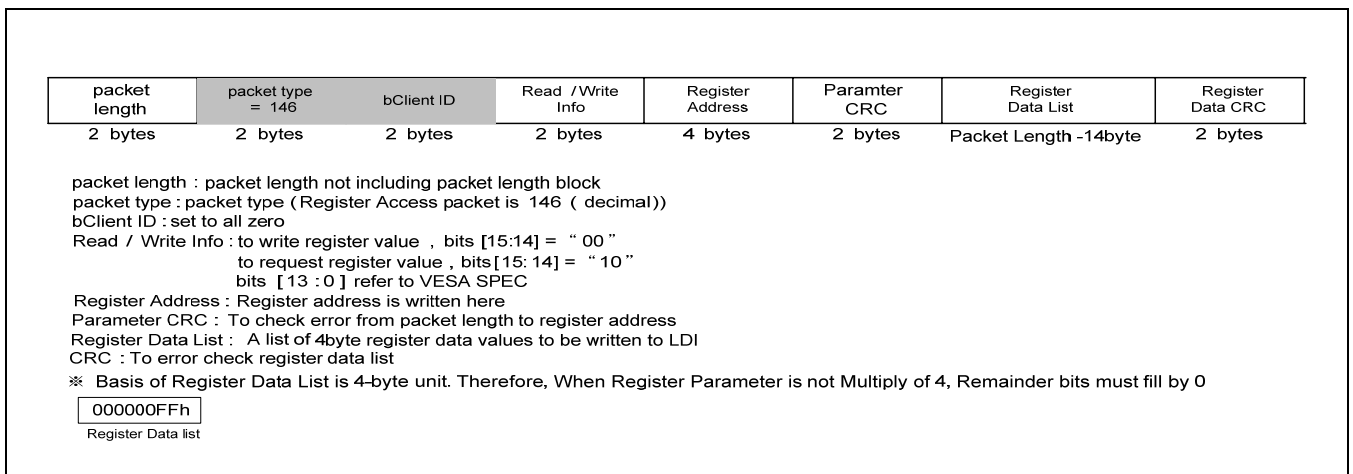 packet length
packet type = 146
bClient ID
Read / Write Info
Register Address
Paramter CRC
Register Data List
Register Data CRC
2 bytes 2 bytes 2 bytes 2 bytes 4 bytes 2 bytes Packet Length -14byte 2 bytes
packet length : packet length not including packet length block
packet type : packet type (Register Access packet is 146 ( decimal))
bClient ID : set to all zero
Read / Write Info : to write register value , bits [15:14] = “ 00 ”
to request register value , bits [15: 14] = “ 10 ”
bits [ 13 : 0 ] refer to VESA SPEC
Register Address : Register address is written here
Parameter CRC : To check error from packet length to register address
Register Data List : A list of 4byte register data values to be written to LDI
CRC : To error check register data list
※ Basis of Register Data List is 4-byte unit. Therefore, When Register Parameter is not Multiply of 4, Remainder bits must fill by 0
000000FFh
Register Data list